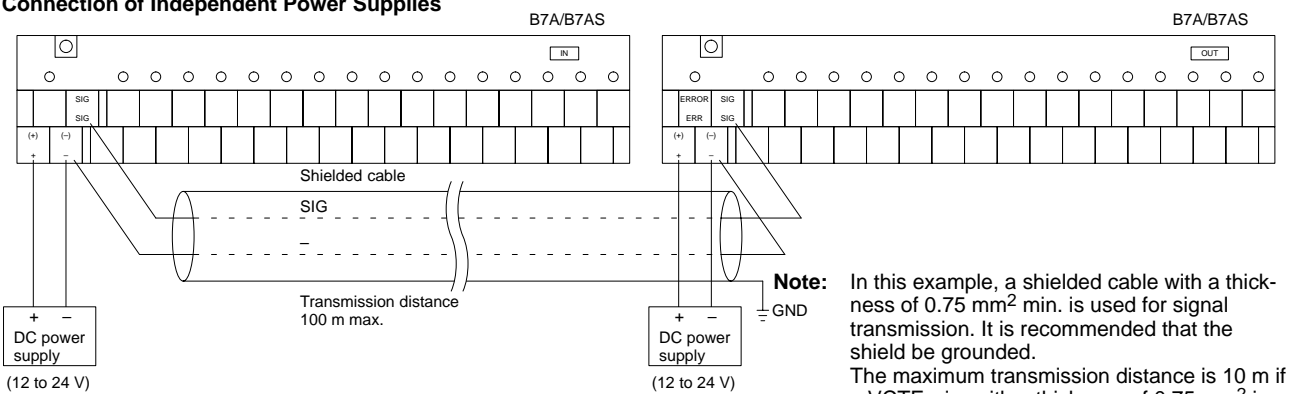 Connection of Independent Power Supplies
B7A/B7AS
B7A/B7AS
IN
OUT
SIG
SIG
(+) (–)
+ –
ERROR SIG
ERR SIG
(+) (–)
+ –
Shielded cable
SIG
–
Transmission distance
100 m max.
GND
+ –
DC power
supply
(12 to 24 V)
+ –
DC power
supply
(12 to 24 V)
Note: In this example, a shielded cable with a thick-
ness of 0.75 mm2 min. is used for signal
transmission. It is recommended that the
shield be grounded.
The maximum transmission distance is 10 m if